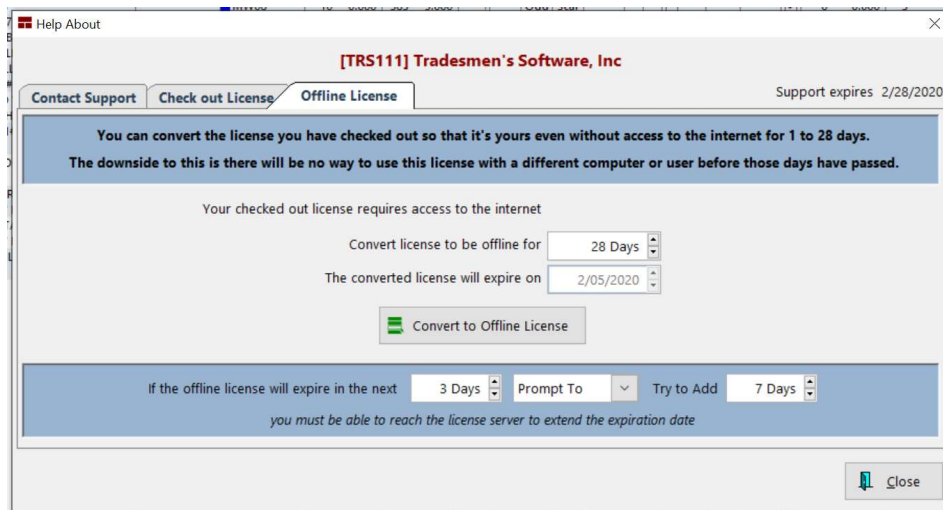 Help About
[TRS111] Tradesmen's Software, Inc
Contact Support Check out License Offline License Support expires 2/28/2020
You can convert the license you have checked out so that it's yours even without access to the internet for 1 to 28 days.
The downside to this is there will be no way to use this license with a different computer or user before those days have passed.
Your checked out license requires access to the internet
Convert license to be offline for 28 Days
The converted license will expire on 2/05/2020
Convert to Offline License
If the offline license will expire in the next 3 Days Prompt To Try to Add 7 Days
you must be able to reach the license server to extend the expiration date
Close